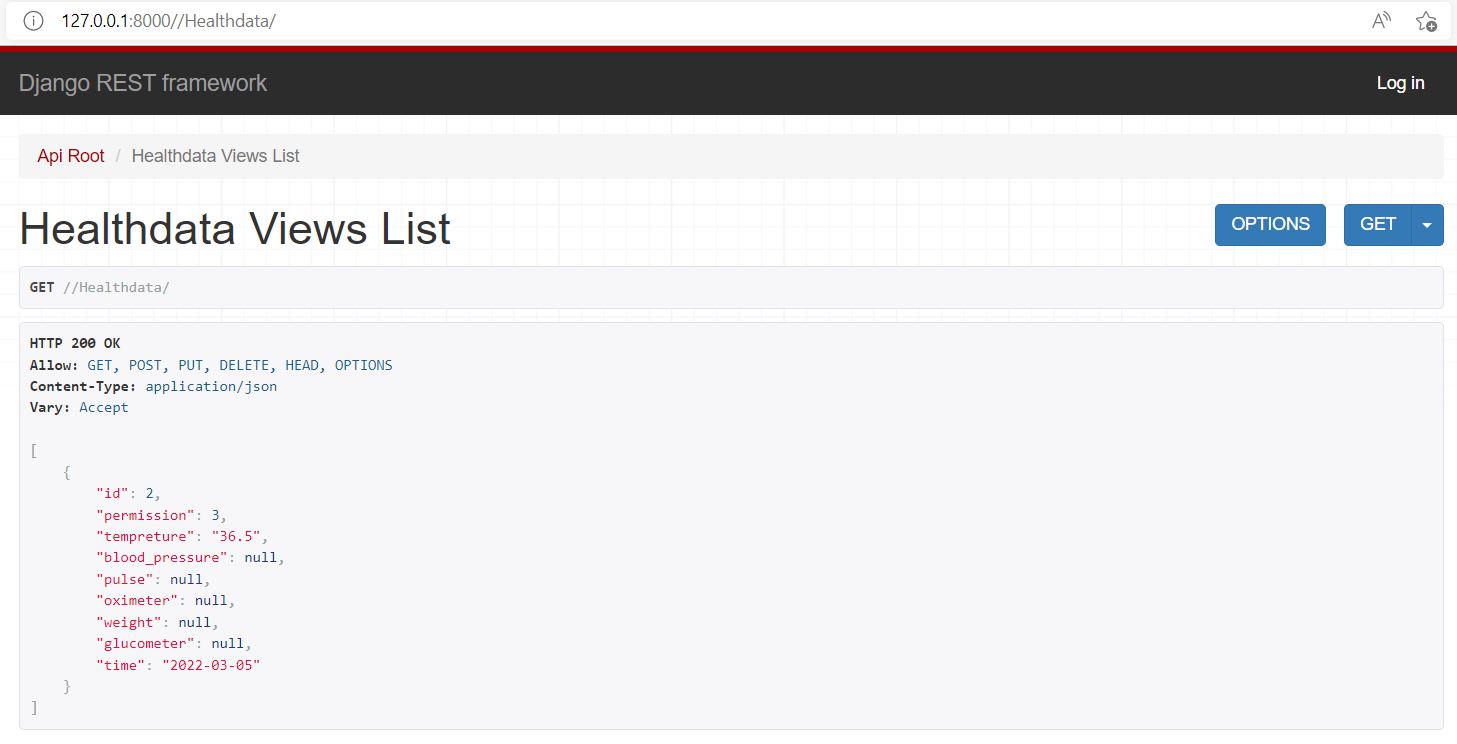 127.0.0.1:8000//Healthdata/
Django REST framework
Log in
Api Root / Healthdata Views List
Healthdata Views List
OPTIONS
GET
GET //Healthdata/
HTTP 200 OK
Allow: GET, POST, PUT, DELETE, HEAD, OPTIONS
Content-Type: application/json
Vary: Accept
[
    {
        "id": 2,
        "permission": 3,
        "tempreture": "36.5",
        "blood_pressure": null,
        "pulse": null,
        "oximeter": null,
        "weight": null,
        "glucometer": null,
        "time": "2022-03-05"
    }
]